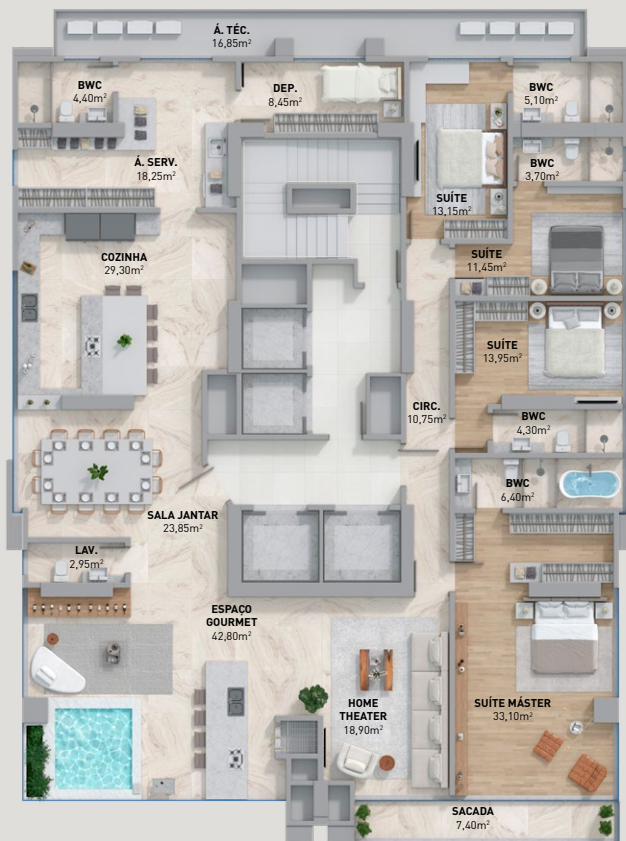 Á. TÉC.
16,85m²
BWC
4,40m²
DEP.
8,45m²
BWC
5,10m²
Á. SERV.
18,25m²
BWC
3,70m²
SUÍTE
13,15m²
COZINHA
29,30m²
SUÍTE
11,45m²
SUÍTE
13,95m²
CIRC.
10,75m²
BWC
4,30m²
BWC
6,40m²
SALA JANTAR
23,85m²
LAV.
2,95m²
ESPAÇO
GOURMET
42,80m²
HOME
THEATER
18,90m²
SUÍTE MÁSTER
33,10m²
SACADA
7,40m²